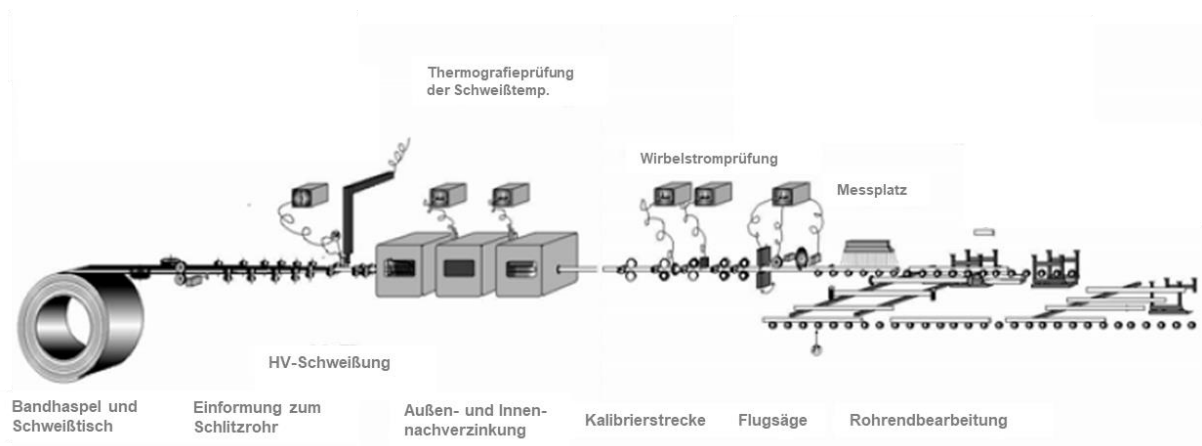 Thermografieprüfung
der Schweißtemp.
Wirbelstromprüfung
Messplatz
HV-Schweißung
Bandhaspel und
Schweißtisch
Einformung zum
Schlitzrohr
Außen- und Innen-
nachverzinkung
Kalibrierstrecke
Flugsäge
Rohrendbearbeitung